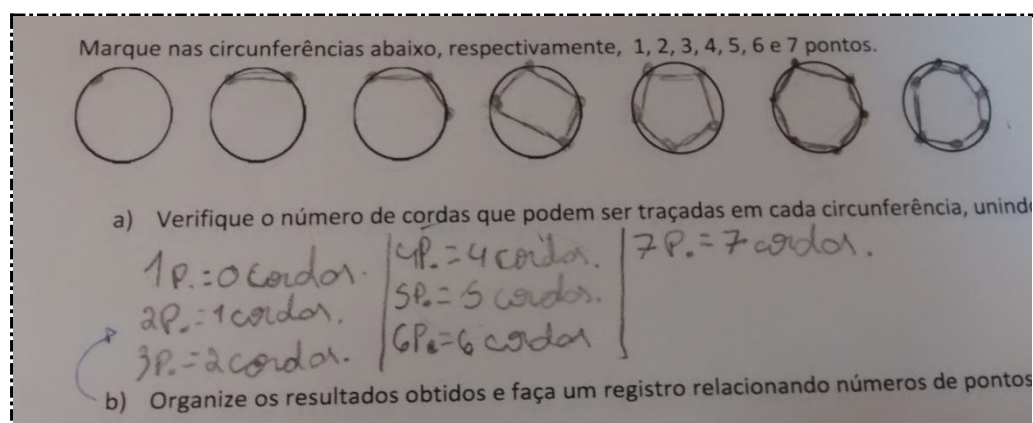 Marque nas circunferências abaixo, respectivamente, 1, 2, 3, 4, 5, 6 e 7 pontos.
a) Verifique o número de cordas que podem ser traçadas em cada circunferência, unind
1P.=0 cordas.
2P.=1 cordas.
3P.=2 cordas.
4P.=4 cordas.
5P.=5 cordas.
6P.=6 cordas
7P.=7 cordas.
b) Organize os resultados obtidos e faça um registro relacionando números de pontos